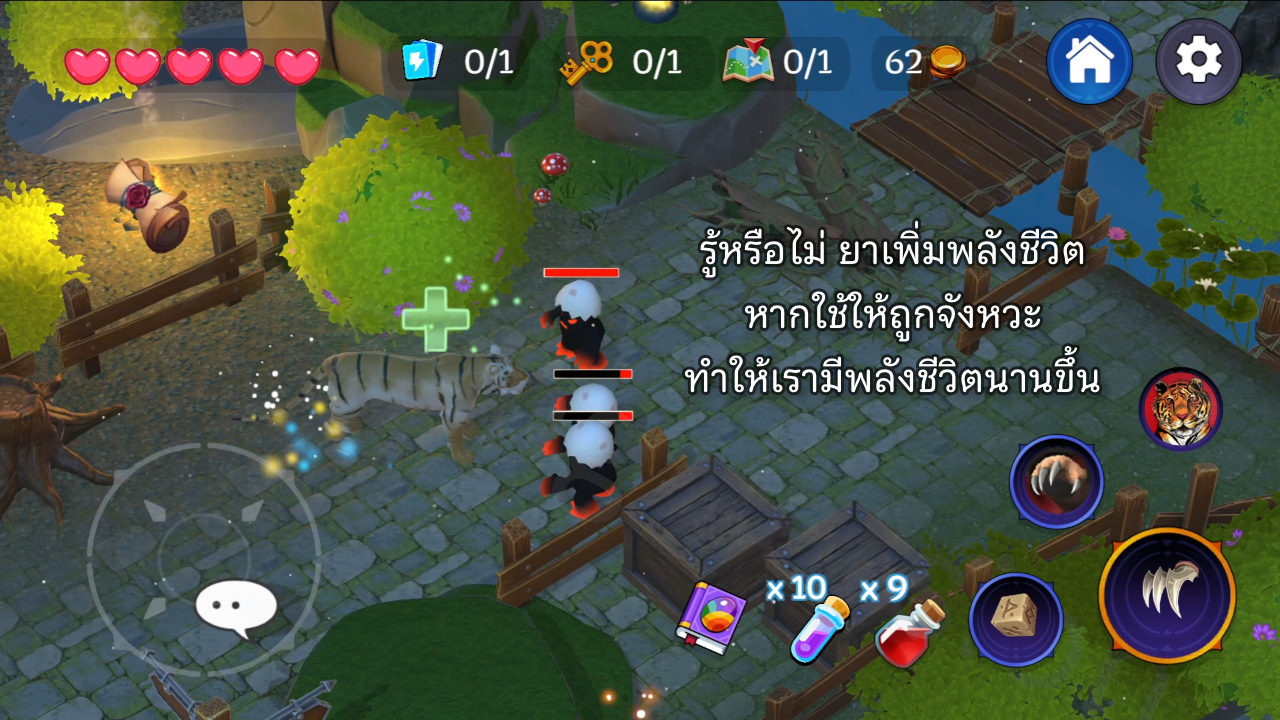 0/1 0/1 0/1 62
รู้หรือไม่ ยาเพิ่มพลังชีวิต
หากใช้ให้ถูกจังหวะ
ทำให้เรามีพลังชีวิตนานขึ้น
x 10 x 9